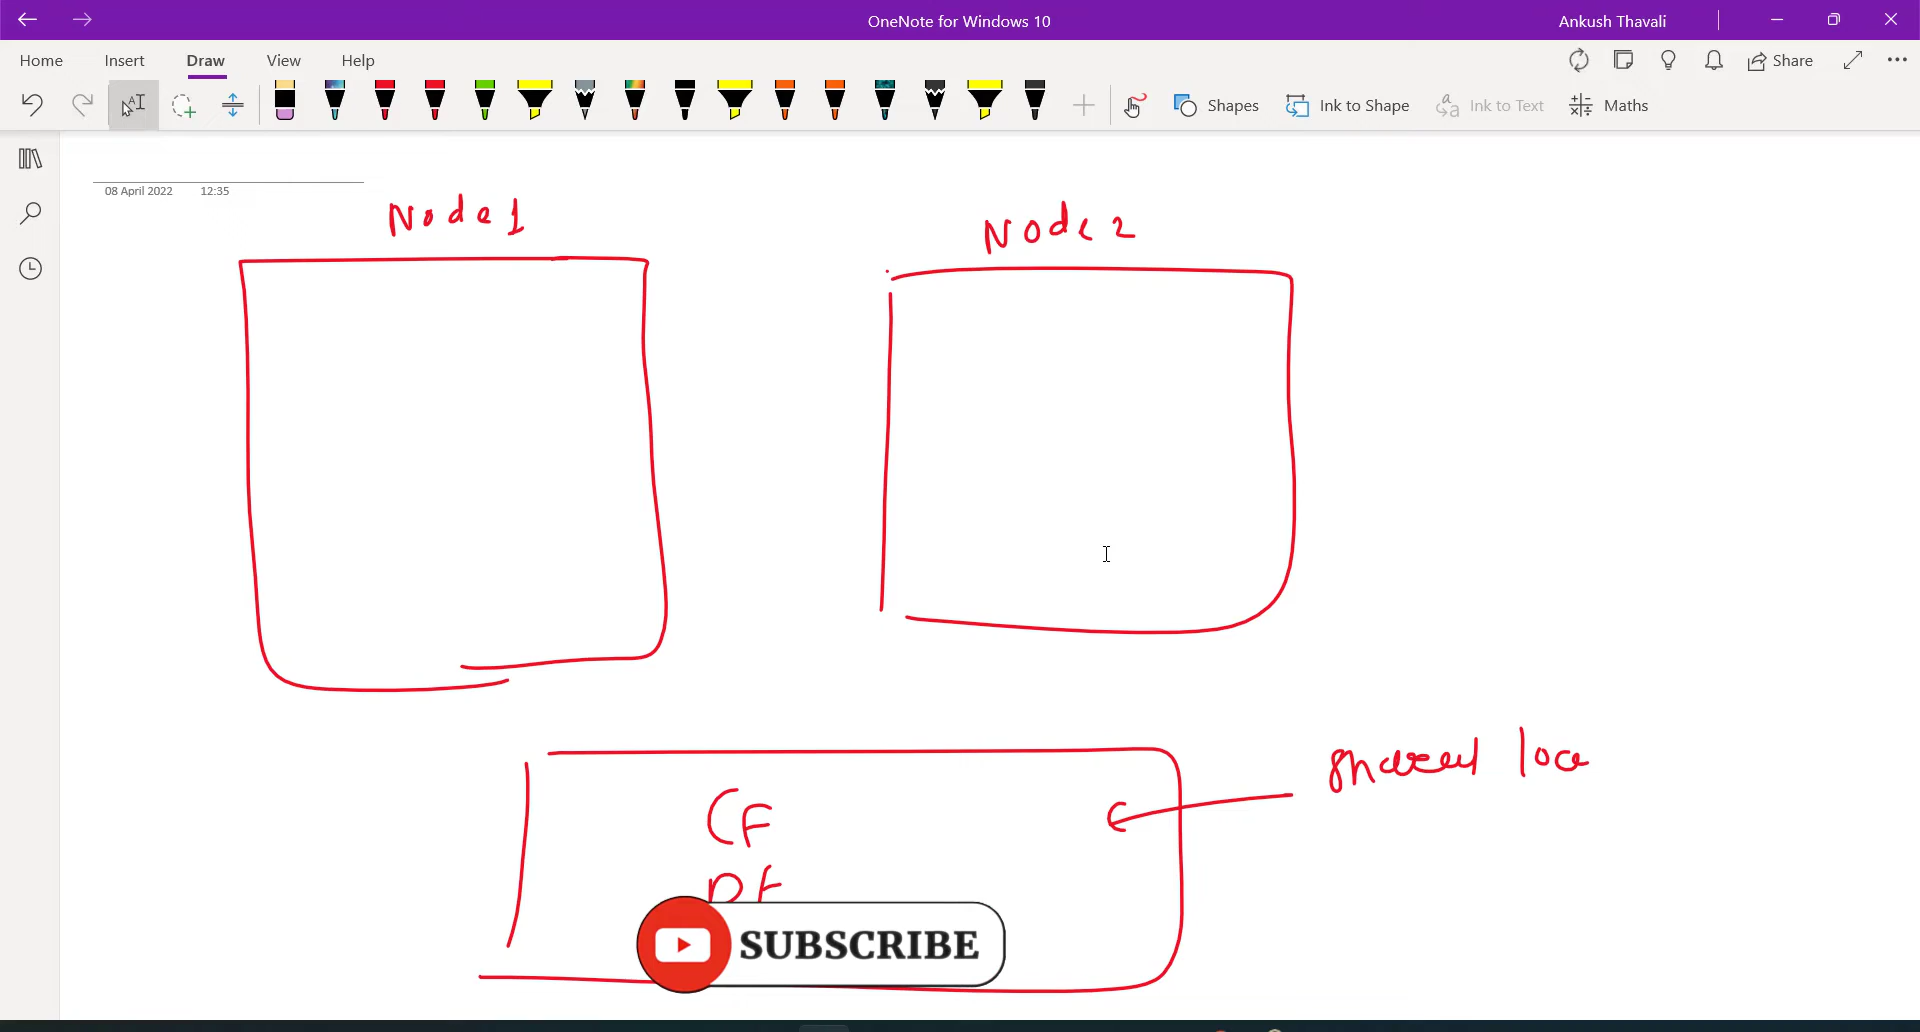 OneNote for Windows 10
Ankush Thavali
Home Insert Draw View Help
Share
Shapes Ink to Shape Ink to Text Maths
08 April 2022 12:35
Node 1
Node 2
shared loc
CF
DF
SUBSCRIBE